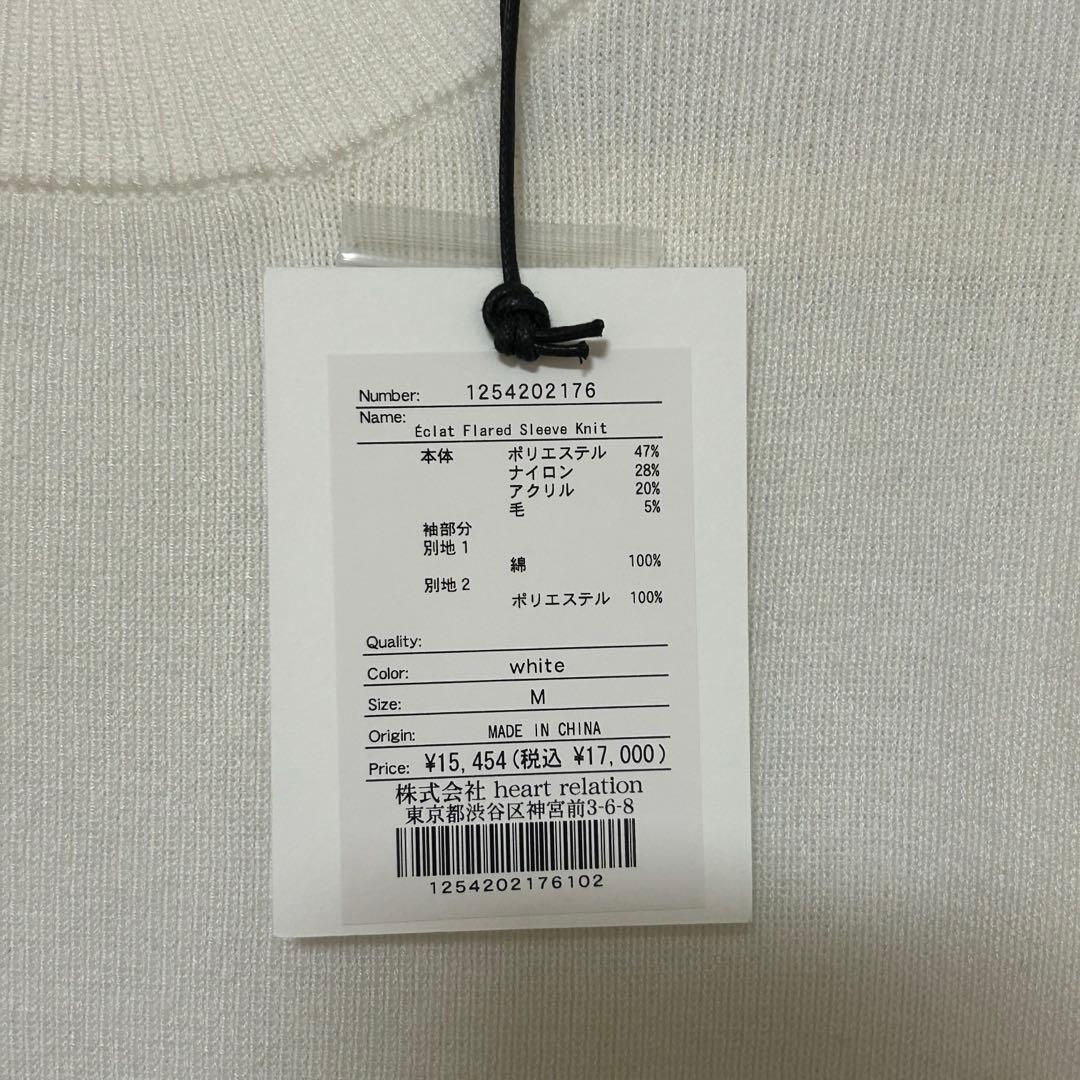 Number: 1254202176
Name:
Éclat Flared Sleeve Knit
本体 ポリエステル 47%
ナイロン 28%
アクリル 20%
毛 5%
袖部分
別地1
綿 100%
別地2
ポリエステル 100%
Quality:
Color: white
Size: M
Origin: MADE IN CHINA
Price: ¥15,454(税込 ¥17,000)
株式会社 heart relation
東京都渋谷区神宮前3-6-8
1254202176102